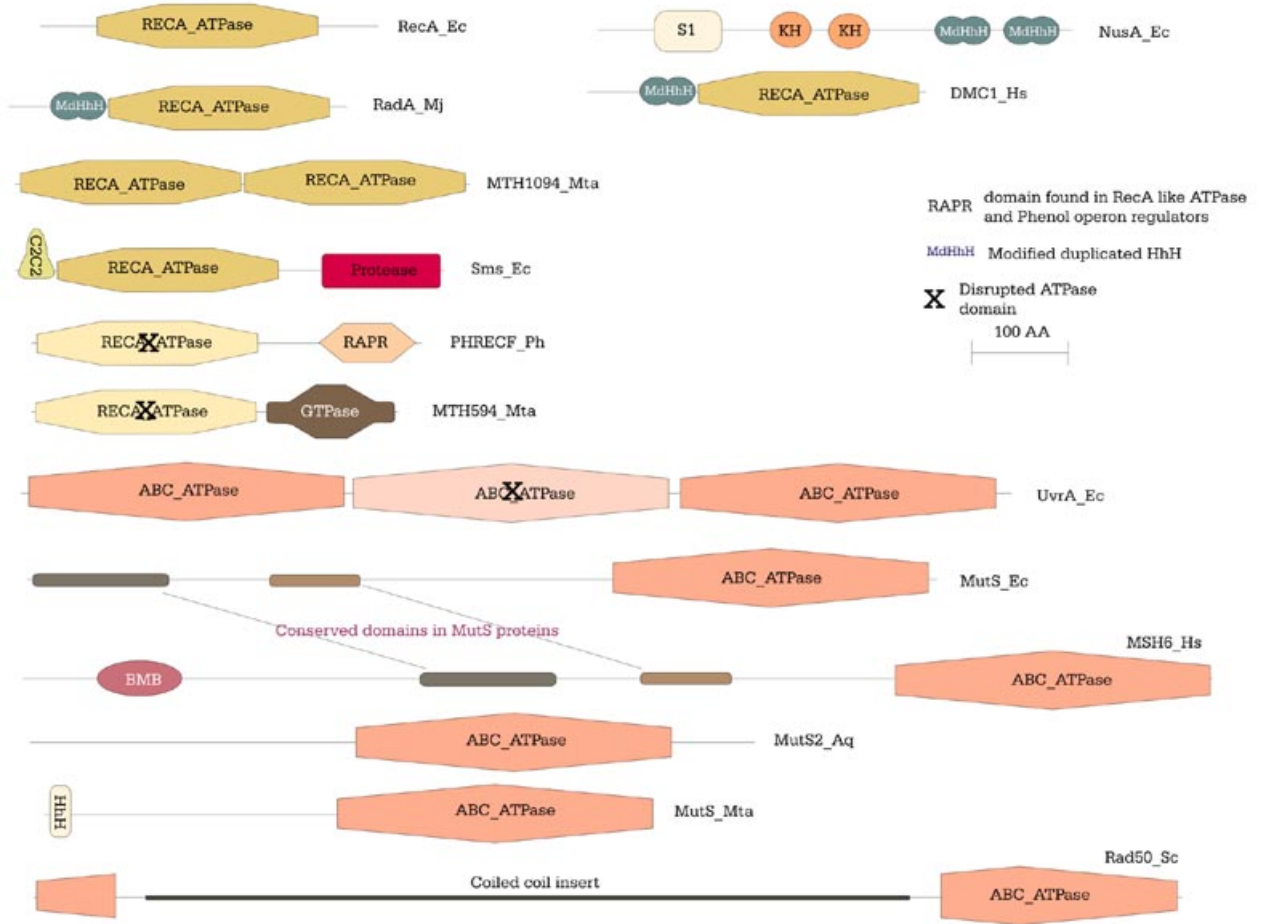 RECA_ATPase RecA_Ec
S1 KH KH MdHhH MdHhH NusA_Ec
MdHhH RECA_ATPase RadA_Mj
MdHhH RECA_ATPase DMC1_Hs
RECA_ATPase RECA_ATPase MTH1094_Mta
RAPR domain found in RecA like ATPase
and Phenol operon regulators
MdHhH Modified duplicated HhH
X Disrupted ATPase
domain
100 AA
C2C2 RECA_ATPase Protease Sms_Ec
RECA X ATPase RAPR PHRECF_Ph
RECA X ATPase GTPase MTH594_Mta
ABC_ATPase ABC X ATPase ABC_ATPase UvrA_Ec
ABC_ATPase MutS_Ec
Conserved domains in MutS proteins
MSH6_Hs
BMB ABC_ATPase
ABC_ATPase MutS2_Aq
HhH ABC_ATPase MutS_Mta
Rad50_Sc
Coiled coil insert ABC_ATPase